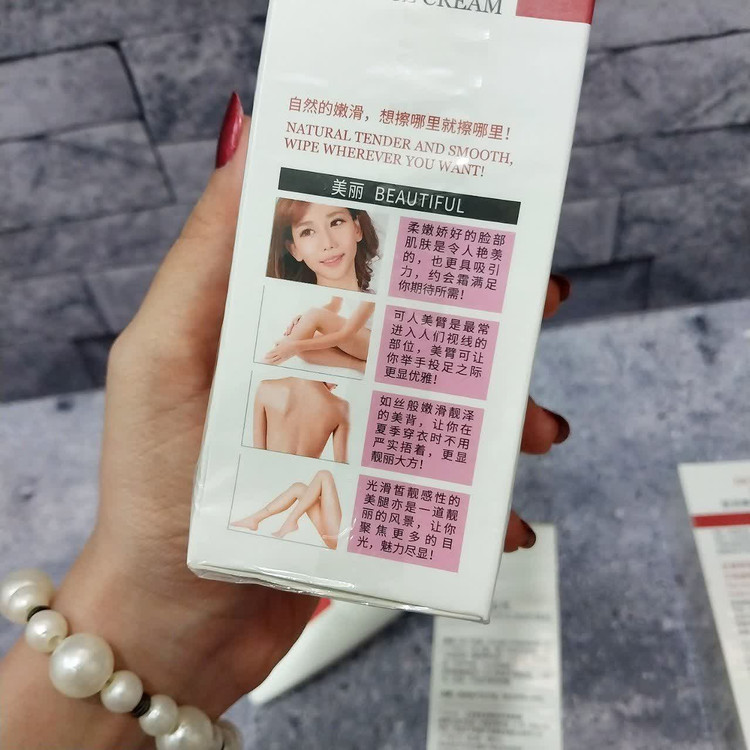 CREAM
自然的嫩滑，想擦哪里就擦哪里！
NATURAL TENDER AND SMOOTH,
WIPE WHEREVER YOU WANT!
美丽 BEAUTIFUL
柔嫩娇好的脸部
肌肤是令人艳羡
的，也更具吸引
力，约会霜满足
你期待所需！
可人美臂是最常
进入人们视线的
部位，美臂可让
你举手投足之际
更显优雅！
如丝般嫩滑靓泽
的美背，让你在
夏季穿衣时不用
严实捂着，更显
靓丽大方！
光滑皙靓感性的
美腿亦是一道靓
丽的风景，让你
聚焦更多的目
光，魅力尽显！